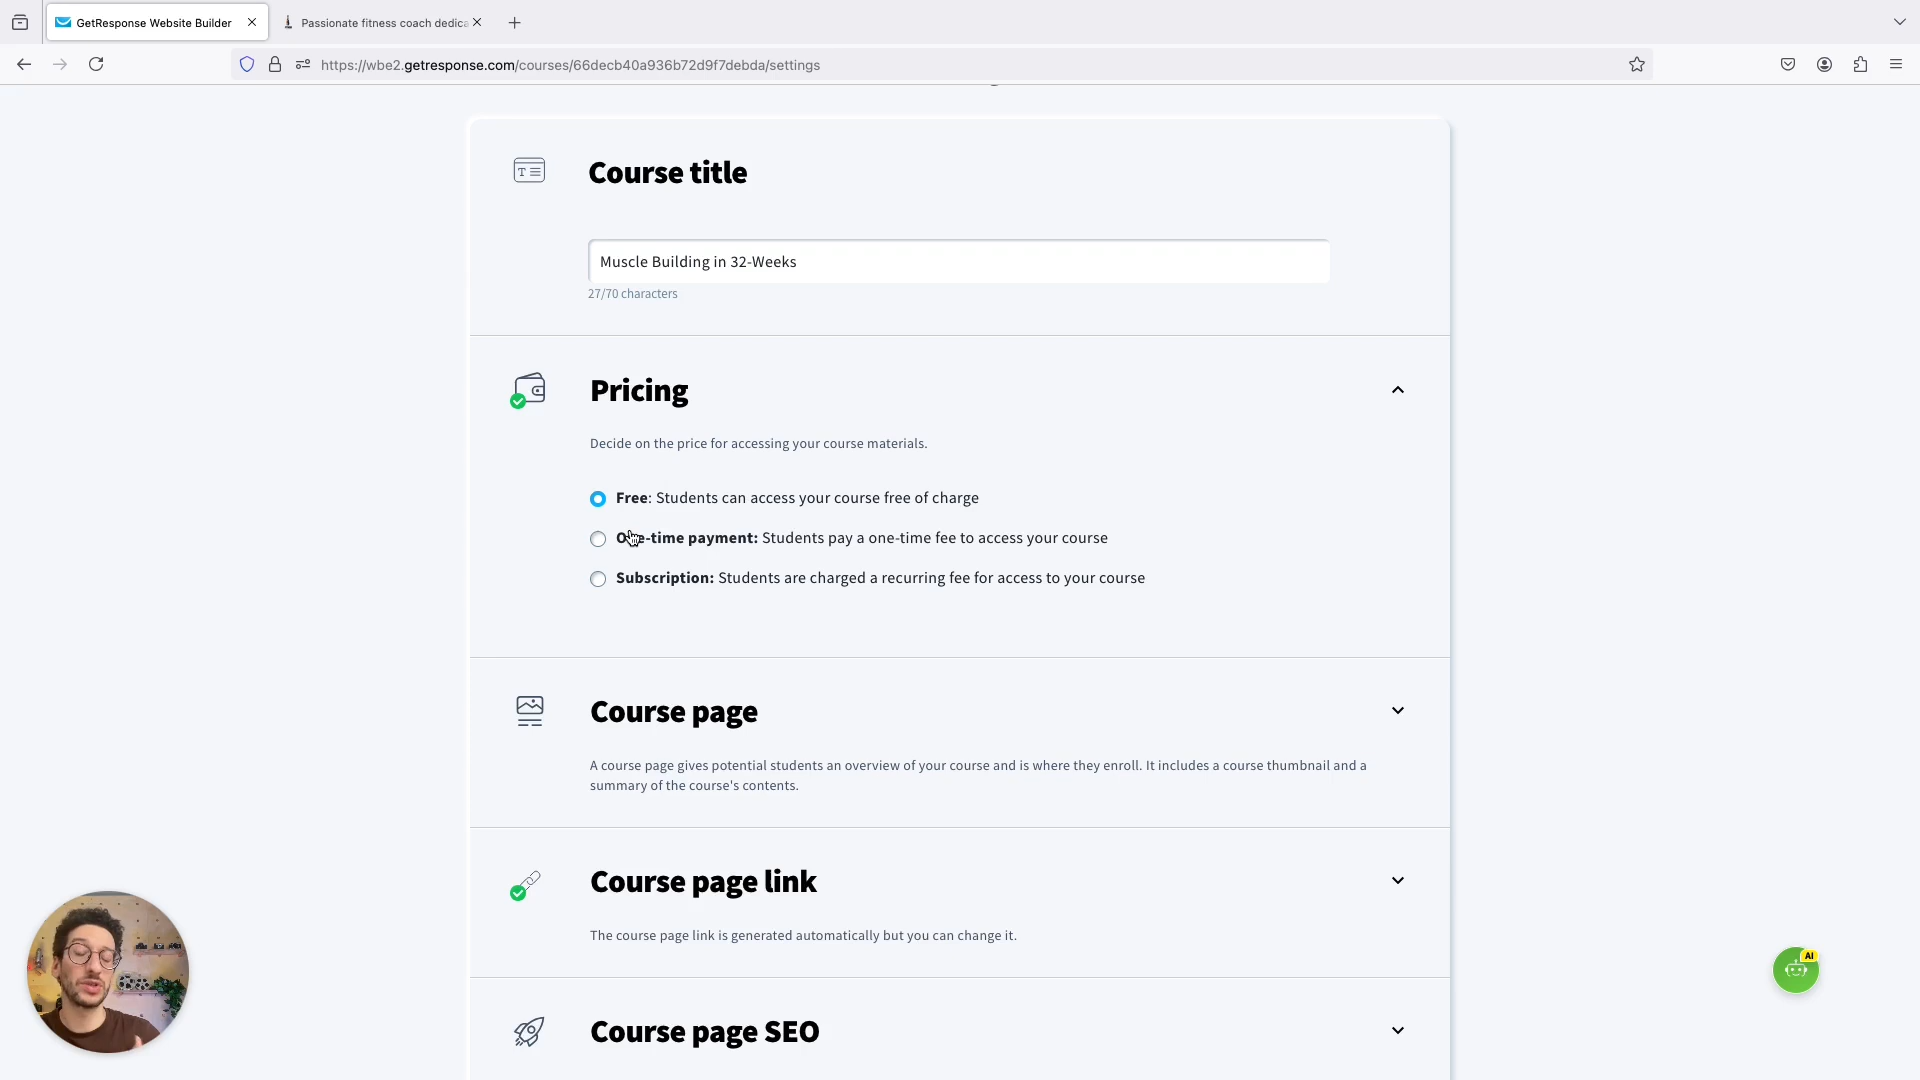 GetResponse Website Builder
Passionate fitness coach dedica
https://wbe2.getresponse.com/courses/66decb40a936b72d9f7debda/settings
Course title
Muscle Building in 32-Weeks
27/70 characters
Pricing
Decide on the price for accessing your course materials.
Free: Students can access your course free of charge
One-time payment: Students pay a one-time fee to access your course
Subscription: Students are charged a recurring fee for access to your course
Course page
A course page gives potential students an overview of your course and is where they enroll. It includes a course thumbnail and a
summary of the course's contents.
Course page link
The course page link is generated automatically but you can change it.
AI
Course page SEO